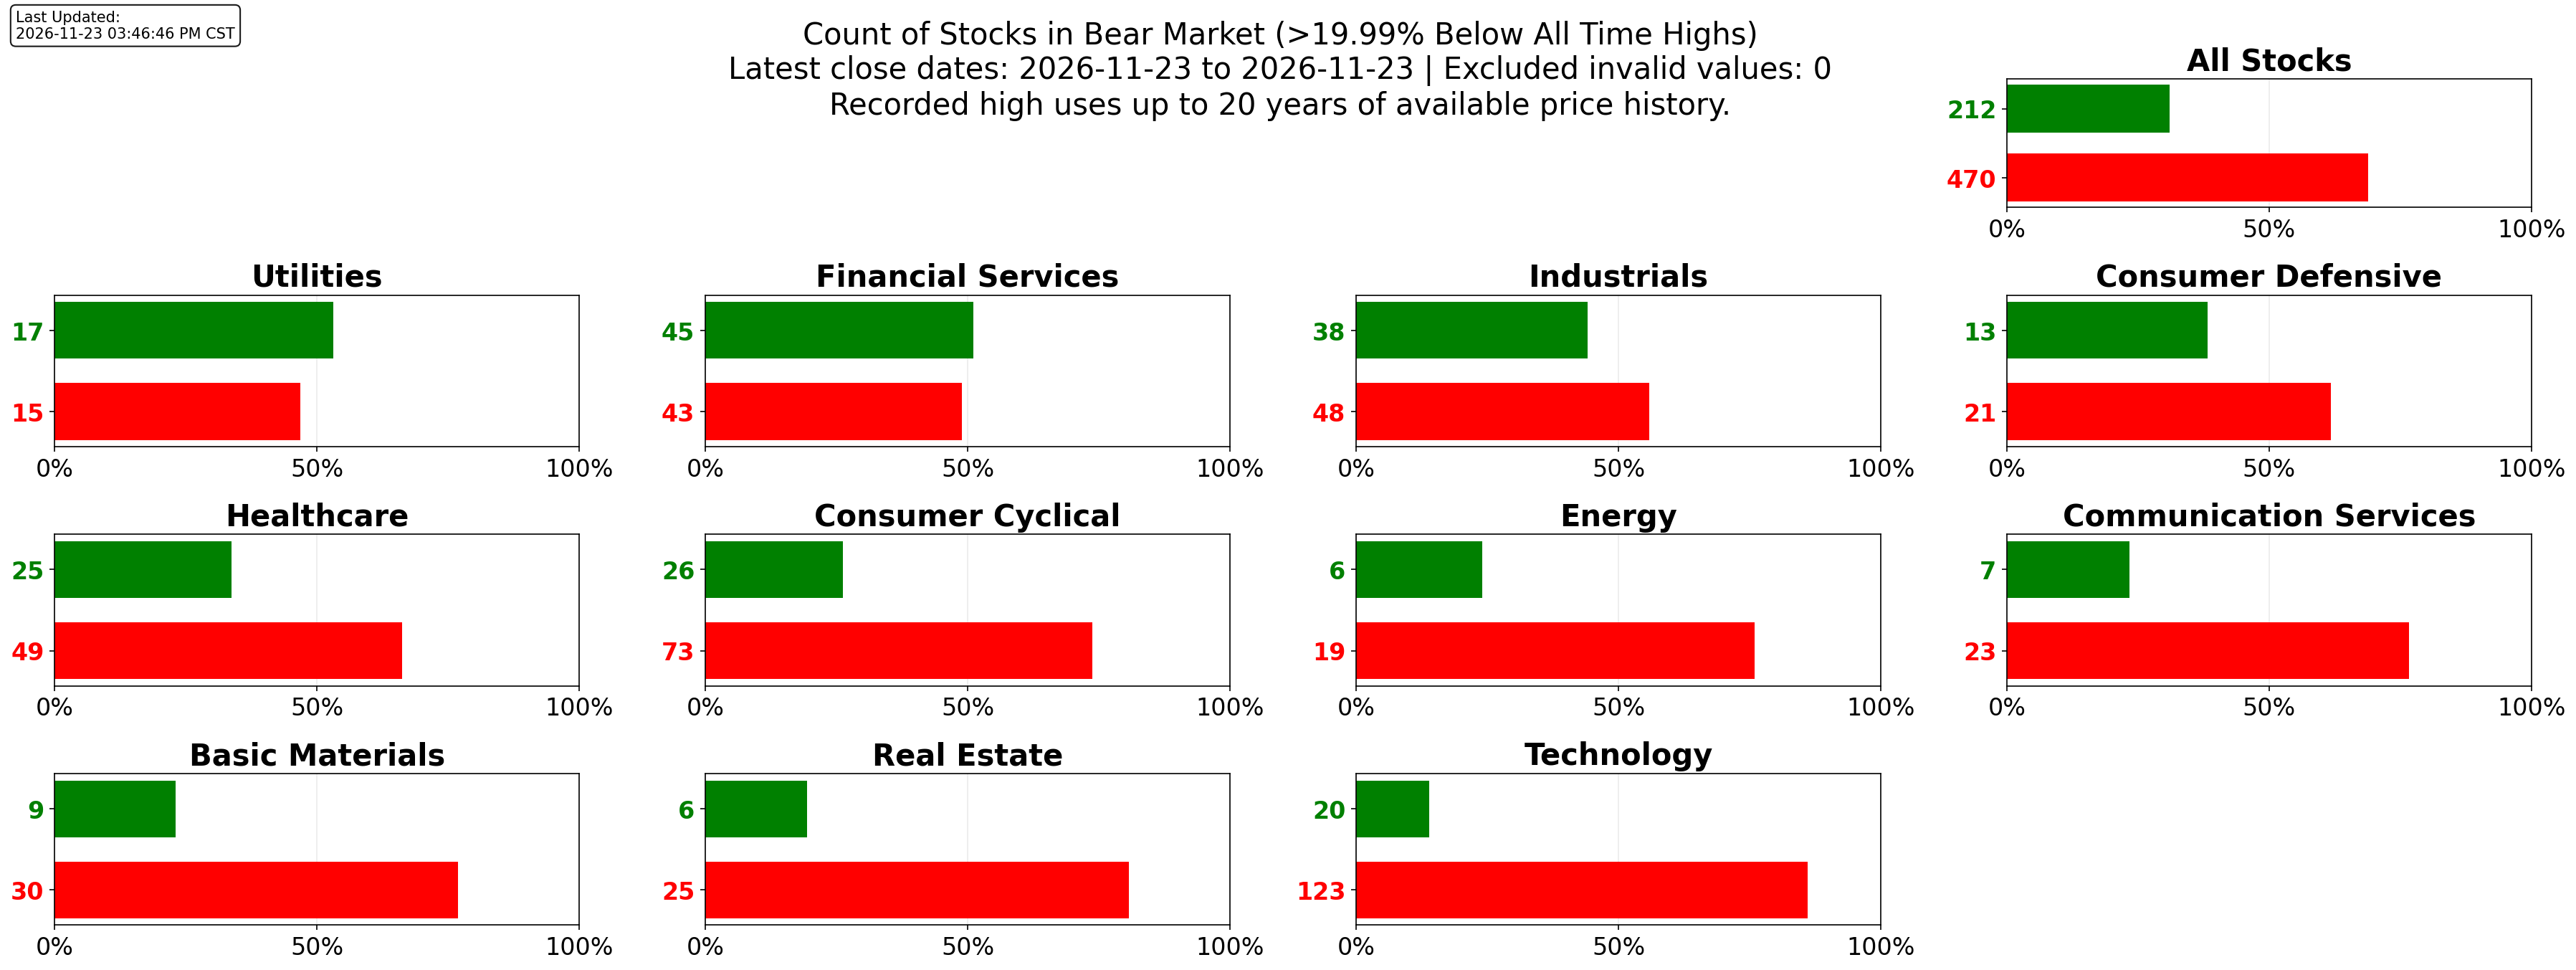 Last Updated:
2026-11-23 03:46:46 PM CST
Count of Stocks in Bear Market (>19.99% Below All Time Highs)
Latest close dates: 2026-11-23 to 2026-11-23 | Excluded invalid values: 0
Recorded high uses up to 20 years of available price history.
All Stocks
212
470
0% 50% 100%
Utilities
17
15
0% 50% 100%
Financial Services
45
43
0% 50% 100%
Industrials
38
48
0% 50% 100%
Consumer Defensive
13
21
0% 50% 100%
Healthcare
25
49
0% 50% 100%
Consumer Cyclical
26
73
0% 50% 100%
Energy
6
19
0% 50% 100%
Communication Services
7
23
0% 50% 100%
Basic Materials
9
30
0% 50% 100%
Real Estate
6
25
0% 50% 100%
Technology
20
123
0% 50% 100%